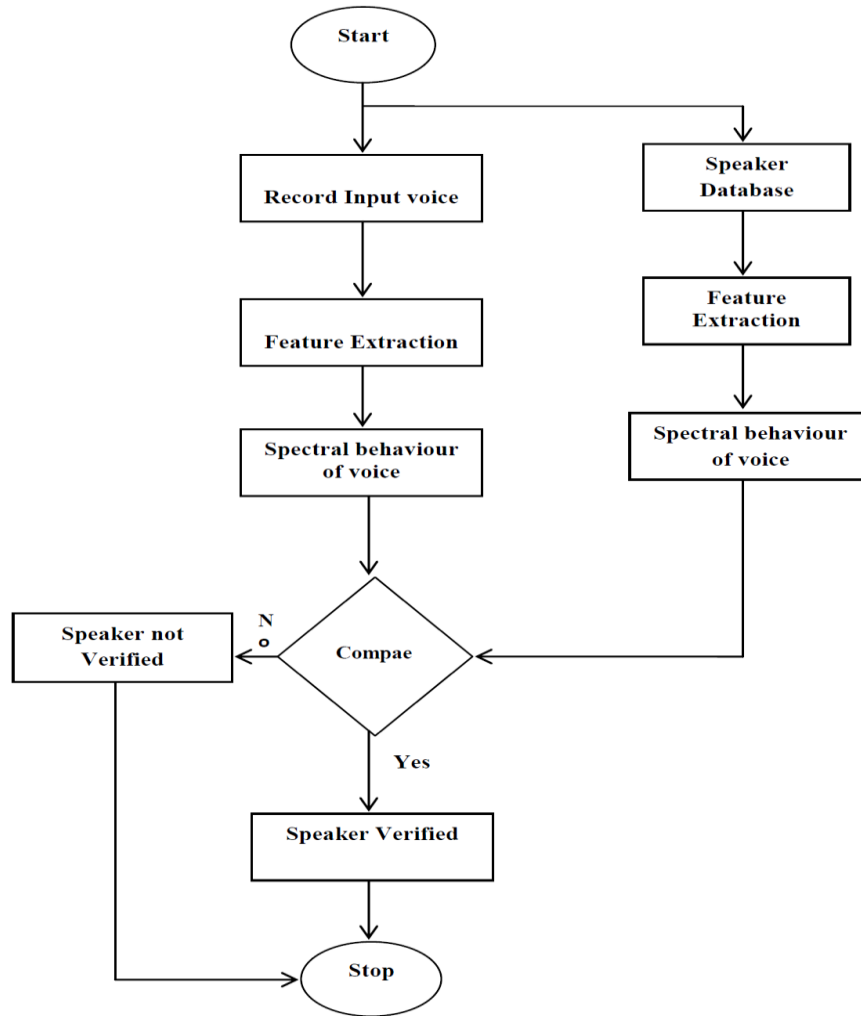 Start
Record Input voice
Speaker
Database
Feature Extraction
Feature
Extraction
Spectral behaviour
of voice
Spectral behaviour
of voice
Compae
N
o
Speaker not
Verified
Yes
Speaker Verified
Stop